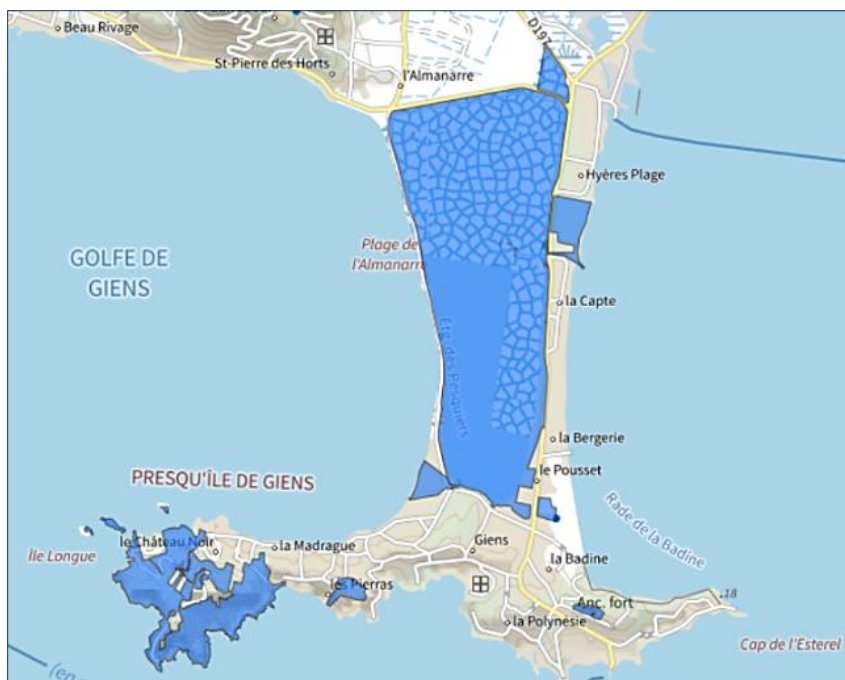 Beau Rivage
St-Pierre des Horts
l'Almanarre
D197
Hyères Plage
Plage de
l'Almanarre
GOLFE DE
GIENS
la Capte
Etg. des Pesquiers
la Bergerie
le Pousset
PRESQU'ÎLE DE GIENS
Rade de la Badine
Île Longue
le Château Noir
la Madrague
Giens
la Badine
les Pierras
Anc. fort
18
la Polynésie
Cap de l'Esterel